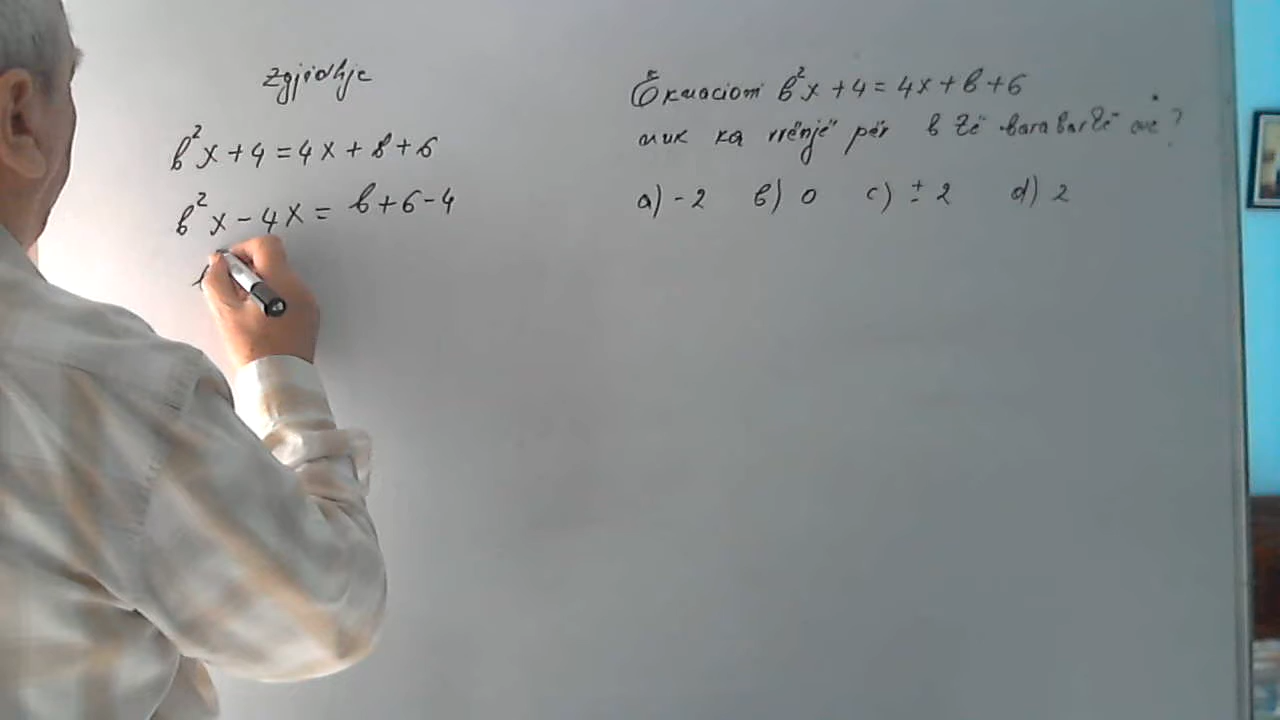 Zgjidhje
b²x + 4 = 4x + b + 6
b²x - 4x = b + 6 - 4
Ekuacioni b²x + 4 = 4x + b + 6
nuk ka rrënjë për b të barabartë me ?
a) - 2 b) 0 c) ± 2 d) 2